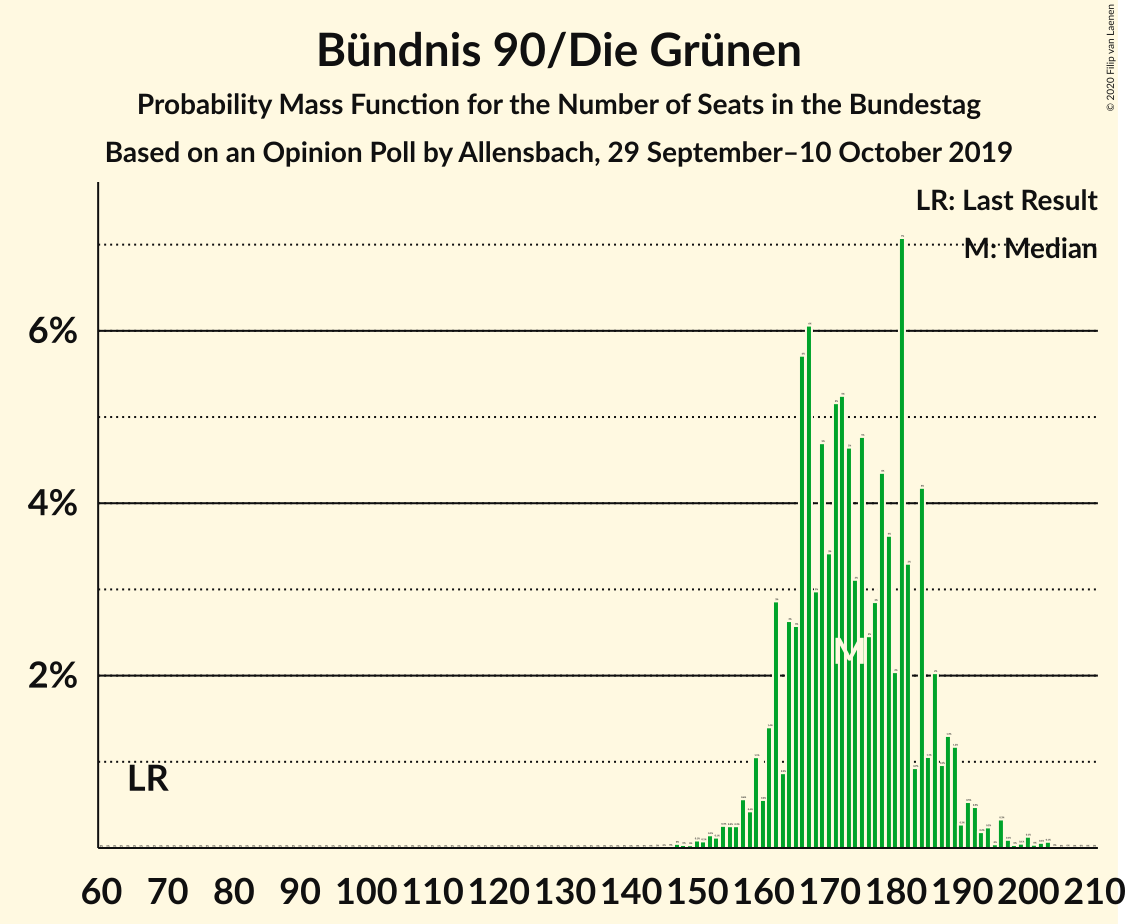 Bündnis 90/Die Grünen
Probability Mass Function for the Number of Seats in the Bundestag
Based on an Opinion Poll by Allensbach, 29 September–10 October 2019
© 2020 Filip van Laenen
LR: Last Result
M: Median
6%
4%
2%
LR
M
60 70 80 90 100 110 120 130 140 150 160 170 180 190 200 210